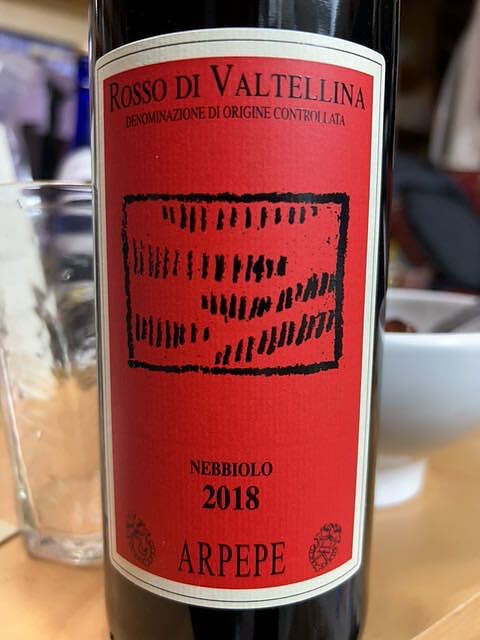 ROSSO DI VALTELLINA
DENOMINAZIONE DI ORIGINE CONTROLLATA
NEBBIOLO
2018
ARPEPE